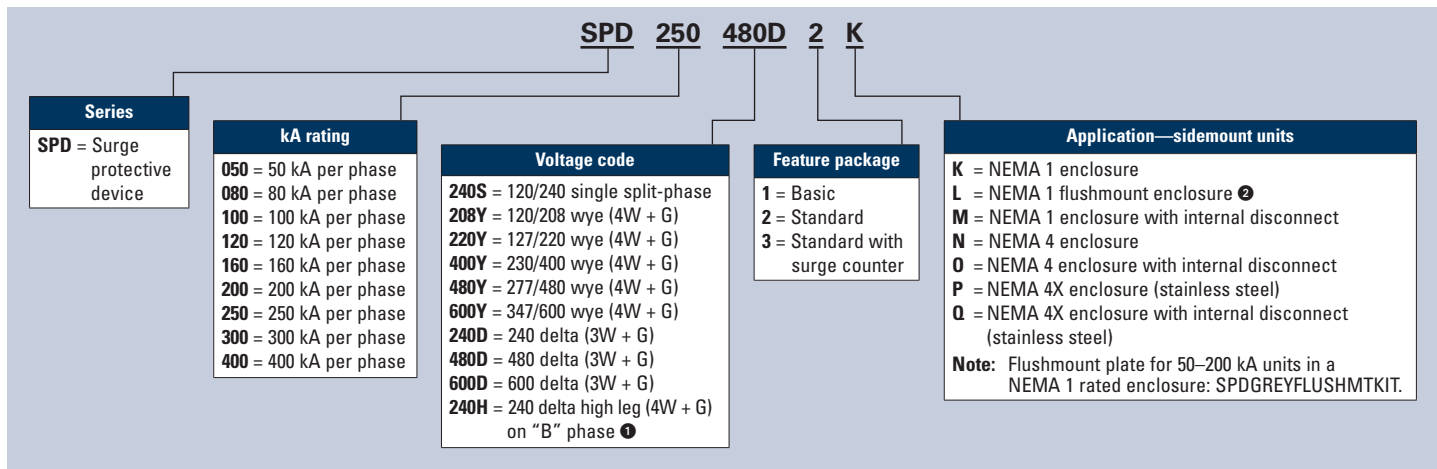 SPD 250 480D 2 K
Series
SPD = Surge
protective
device
kA rating
050 = 50 kA per phase
080 = 80 kA per phase
100 = 100 kA per phase
120 = 120 kA per phase
160 = 160 kA per phase
200 = 200 kA per phase
250 = 250 kA per phase
300 = 300 kA per phase
400 = 400 kA per phase
Voltage code
240S = 120/240 single split-phase
208Y = 120/208 wye (4W + G)
220Y = 127/220 wye (4W + G)
400Y = 230/400 wye (4W + G)
480Y = 277/480 wye (4W + G)
600Y = 347/600 wye (4W + G)
240D = 240 delta (3W + G)
480D = 480 delta (3W + G)
600D = 600 delta (3W + G)
240H = 240 delta high leg (4W + G)
on “B” phase ❶
Feature package
1 = Basic
2 = Standard
3 = Standard with
surge counter
Application—sidemount units
K = NEMA 1 enclosure
L = NEMA 1 flushmount enclosure ❷
M = NEMA 1 enclosure with internal disconnect
N = NEMA 4 enclosure
O = NEMA 4 enclosure with internal disconnect
P = NEMA 4X enclosure (stainless steel)
Q = NEMA 4X enclosure with internal disconnect
(stainless steel)
Note: Flushmount plate for 50–200 kA units in a
NEMA 1 rated enclosure: SPDGREYFLUSHMTKIT.